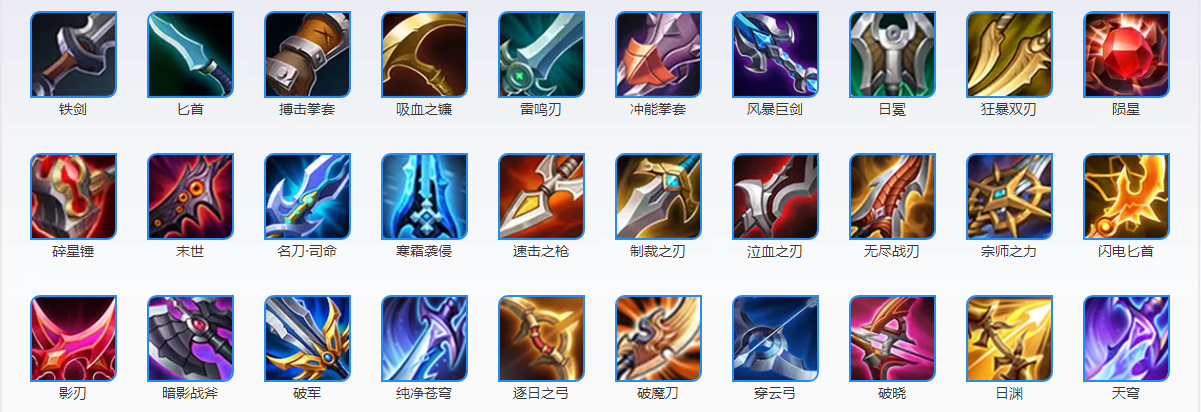 铁剑 匕首 搏击拳套 吸血之镰 雷鸣刃 冲能拳套 风暴巨剑 日冕 狂暴双刃 陨星
碎星锤 末世 名刀·司命 寒霜袭侵 速击之枪 制裁之刃 泣血之刃 无尽战刃 宗师之力 闪电匕首
影刃 暗影战斧 破军 纯净苍穹 逐日之弓 破魔刀 穿云弓 破晓 日渊 天穹